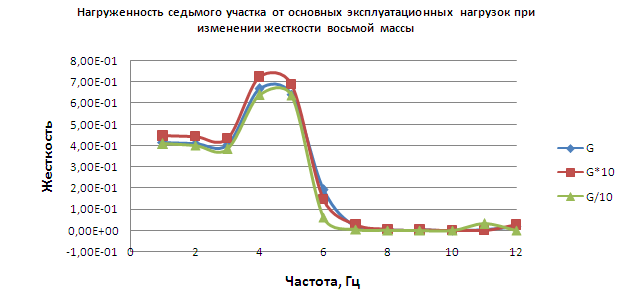 Нагруженность седьмого участка от основных эксплуатационных нагрузок при
изменении жесткости восьмой массы
8,00E-01
7,00E-01
6,00E-01
5,00E-01
4,00E-01
3,00E-01
2,00E-01
1,00E-01
0,00E+00
-1,00E-01
Жесткость
0
2
4
6
8
10
12
Частота, Гц
G
G*10
G/10